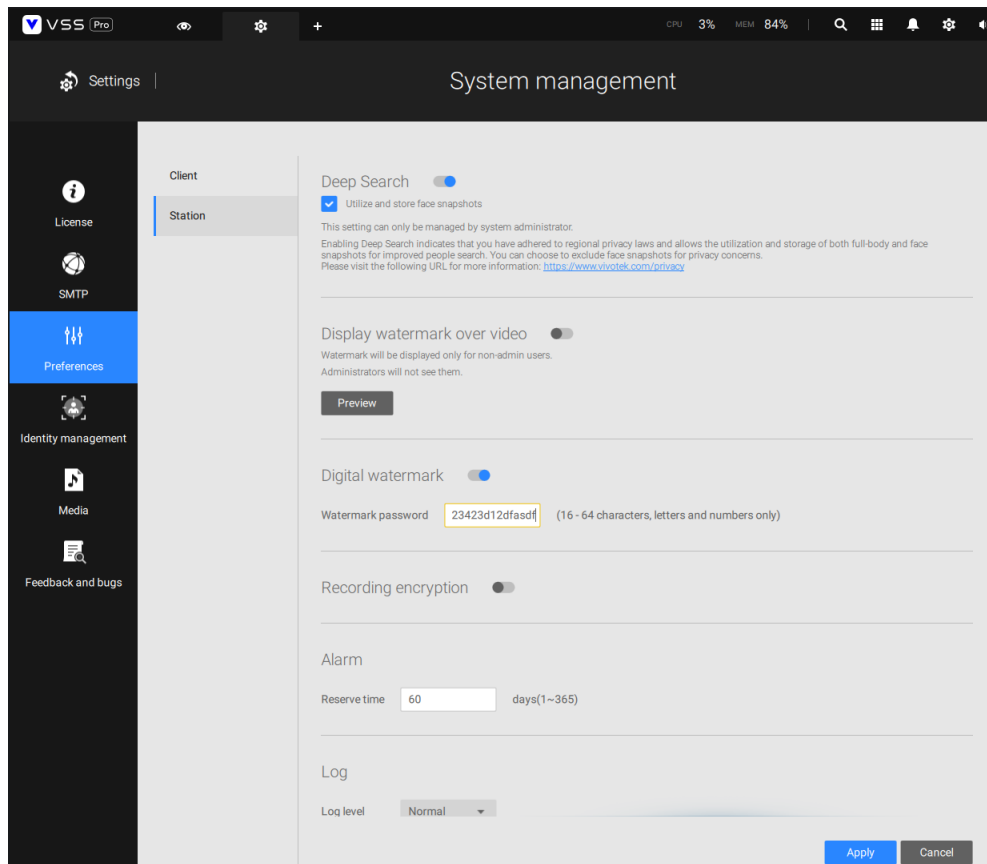 VSS Pro
CPU 3% MEM 84%
Settings
System management
License
SMTP
Preferences
Identity management
Media
Feedback and bugs
Client
Station
Deep Search
Utilize and store face snapshots
This setting can only be managed by system administrator.
Enabling Deep Search indicates that you have adhered to regional privacy laws and allows the utilization and storage of both full-body and face
snapshots for improved people search. You can choose to exclude face snapshots for privacy concerns.
Please visit the following URL for more information: https://www.vivotek.com/privacy
Display watermark over video
Watermark will be displayed only for non-admin users.
Administrators will not see them.
Preview
Digital watermark
Watermark password 23423d12dfasdf (16 - 64 characters, letters and numbers only)
Recording encryption
Alarm
Reserve time 60 days(1~365)
Log
Log level Normal
Apply Cancel